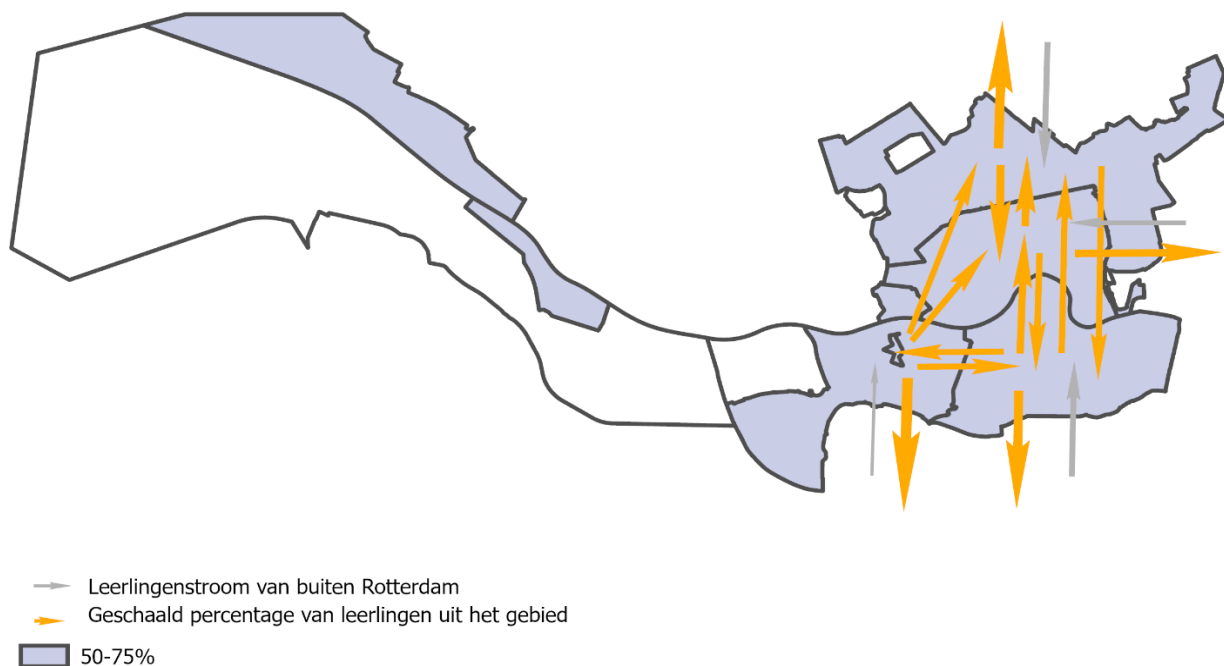 Leerlingenstroom van buiten Rotterdam
Geschaald percentage van leerlingen uit het gebied
50-75%